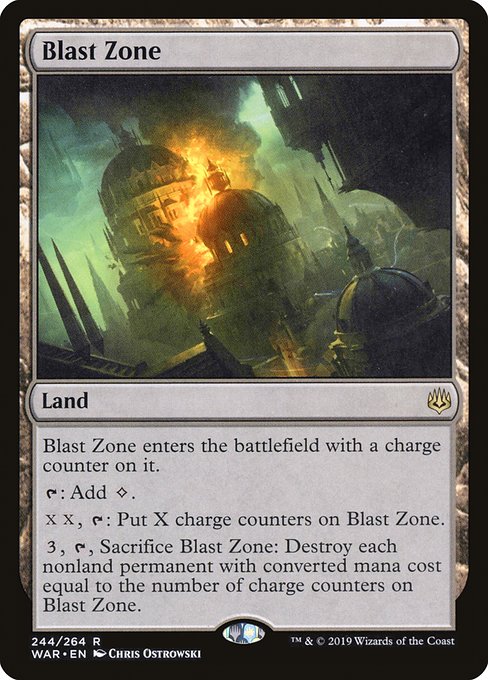 Blast Zone
Land
Blast Zone enters the battlefield with a charge
counter on it.
: Add .
X X, : Put X charge counters on Blast Zone.
3, , Sacrifice Blast Zone: Destroy each
nonland permanent with converted mana cost
equal to the number of charge counters on
Blast Zone.
244/264 R
WAR • EN Chris Ostrowski
™ & © 2019 Wizards of the Coast